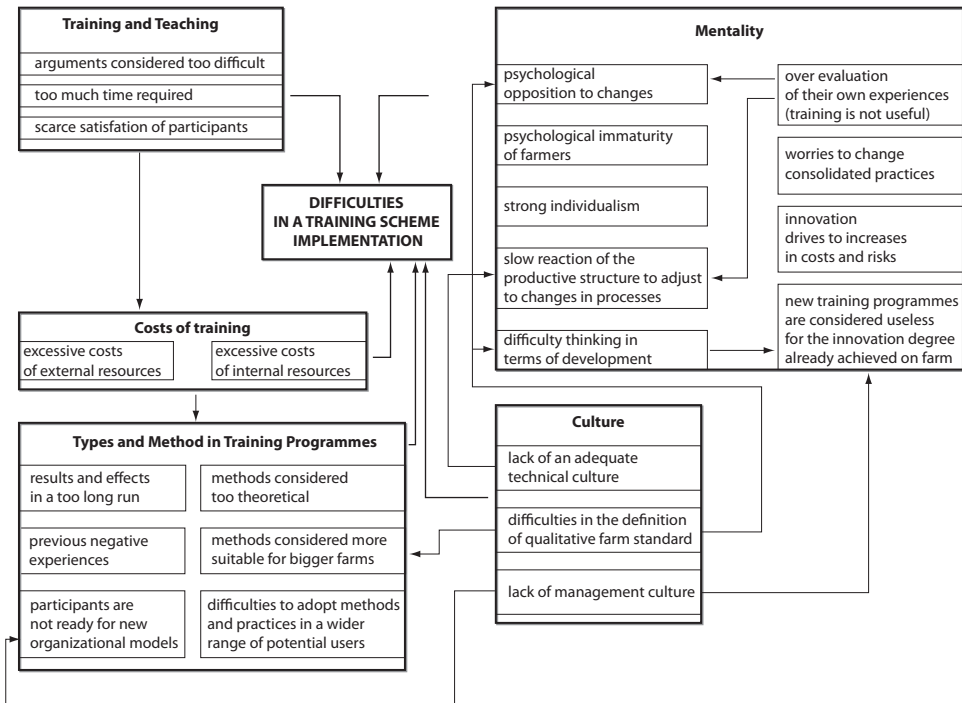 Training and Teaching
arguments considered too difficult
too much time required
scarce satisfaction of participants
DIFFICULTIES
IN A TRAINING SCHEME
IMPLEMENTATION
Costs of training
excessive costs
of external resources
excessive costs
of internal resources
Types and Method in Training Programmes
results and effects
in a too long run
methods considered
too theoretical
previous negative
experiences
methods considered more
suitable for bigger farms
participants are
not ready for new
organizational models
difficulties to adopt methods
and practices in a wider
range of potential users
Mentality
psychological
opposition to changes
psychological immaturity
of farmers
strong individualism
slow reaction of the
productive structure to adjust
to changes in processes
difficulty thinking in
terms of development
over evaluation
of their own experiences
(training is not useful)
worries to change
consolidated practices
innovation
drives to increases
in costs and risks
new training programmes
are considered useless
for the innovation degree
already achieved on farm
Culture
lack of an adequate
technical culture
difficulties in the definition
of qualitative farm standard
lack of management culture